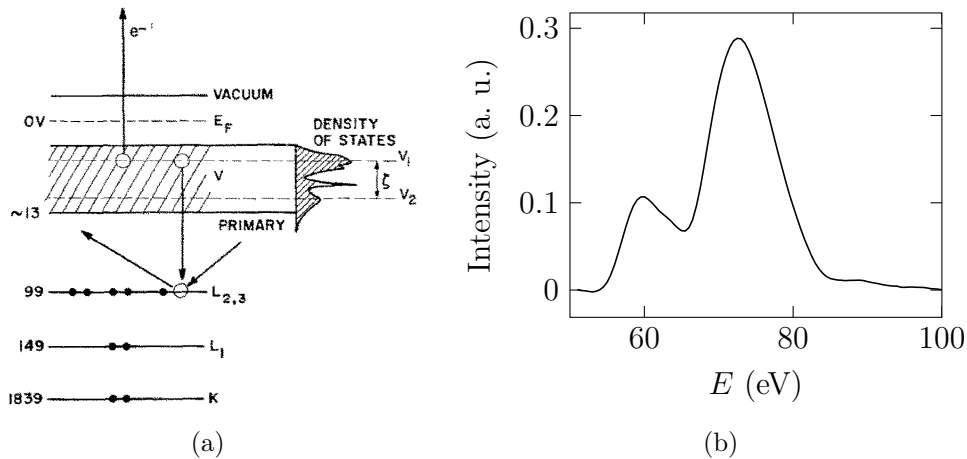 e⁻
VACUUM
0V
E_F
DENSITY
OF STATES
V₁
V
ξ
V₂
~13
PRIMARY
99
L₂,₃
149
L₁
1839
K
(a)
0.3
0.2
0.1
0
Intensity (a. u.)
60
80
100
E (eV)
(b)